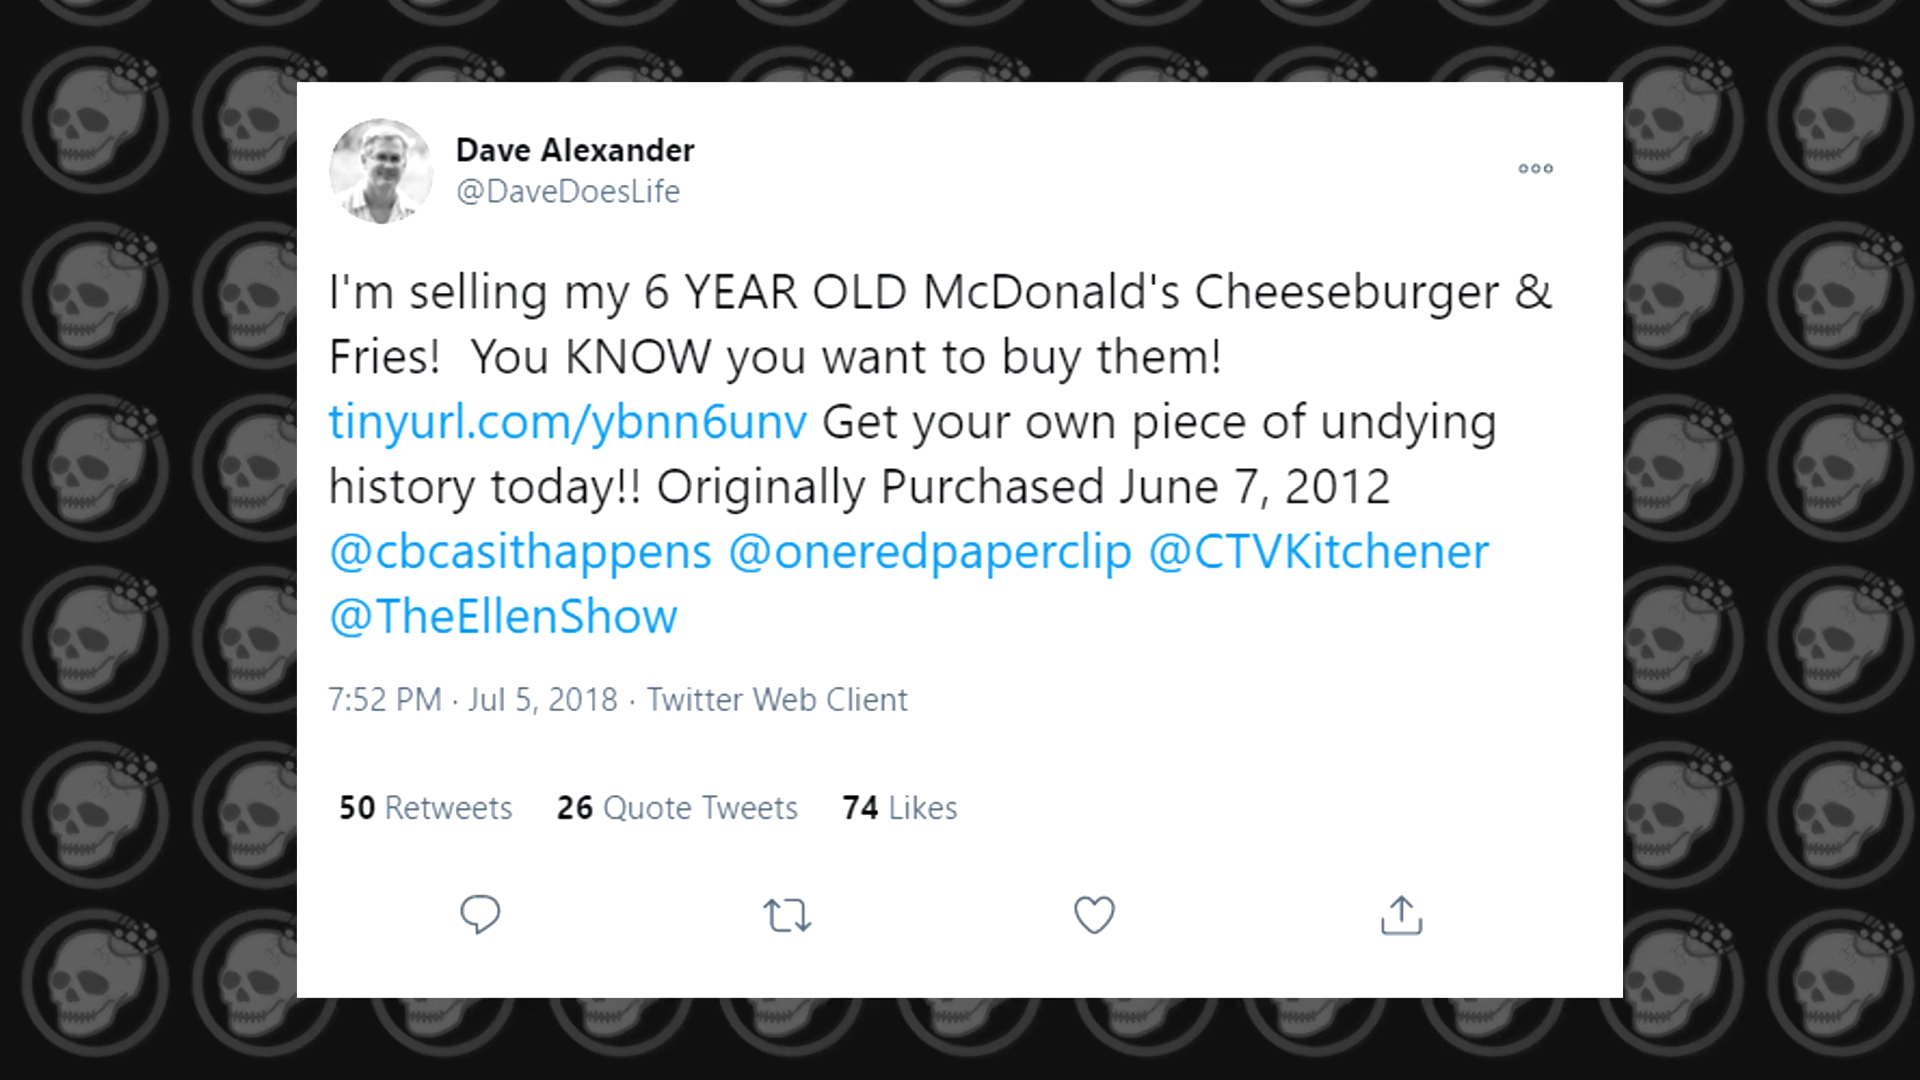 Dave Alexander
@DaveDoesLife
I'm selling my 6 YEAR OLD McDonald's Cheeseburger &
Fries!  You KNOW you want to buy them!
tinyurl.com/ybnn6unv Get your own piece of undying
history today!! Originally Purchased June 7, 2012
@cbcasithappens @oneredpaperclip @CTVKitchener
@TheEllenShow
7:52 PM · Jul 5, 2018 · Twitter Web Client
50 Retweets 26 Quote Tweets 74 Likes